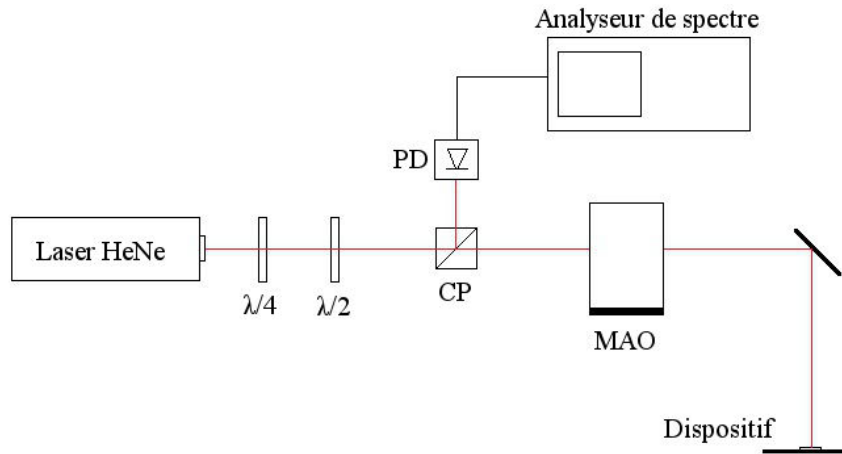 Analyseur de spectre
PD
Laser HeNe
λ/4
λ/2
CP
MAO
Dispositif